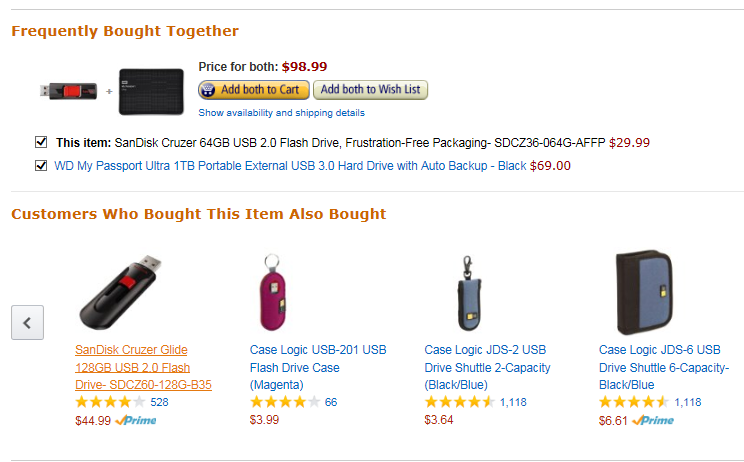 Frequently Bought Together
Price for both: $98.99
Add both to Cart
Add both to Wish List
Show availability and shipping details
This item: SanDisk Cruzer 64GB USB 2.0 Flash Drive, Frustration-Free Packaging- SDCZ36-064G-AFFP $29.99
WD My Passport Ultra 1TB Portable External USB 3.0 Hard Drive with Auto Backup - Black $69.00
Customers Who Bought This Item Also Bought
SanDisk Cruzer Glide
128GB USB 2.0 Flash
Drive- SDCZ60-128G-B35
528
$44.99 Prime
Case Logic USB-201 USB
Flash Drive Case
(Magenta)
66
$3.99
Case Logic JDS-2 USB
Drive Shuttle 2-Capacity
(Black/Blue)
1,118
$3.64
Case Logic JDS-6 USB
Drive Shuttle 6-Capacity-
Black/Blue
1,118
$6.61 Prime